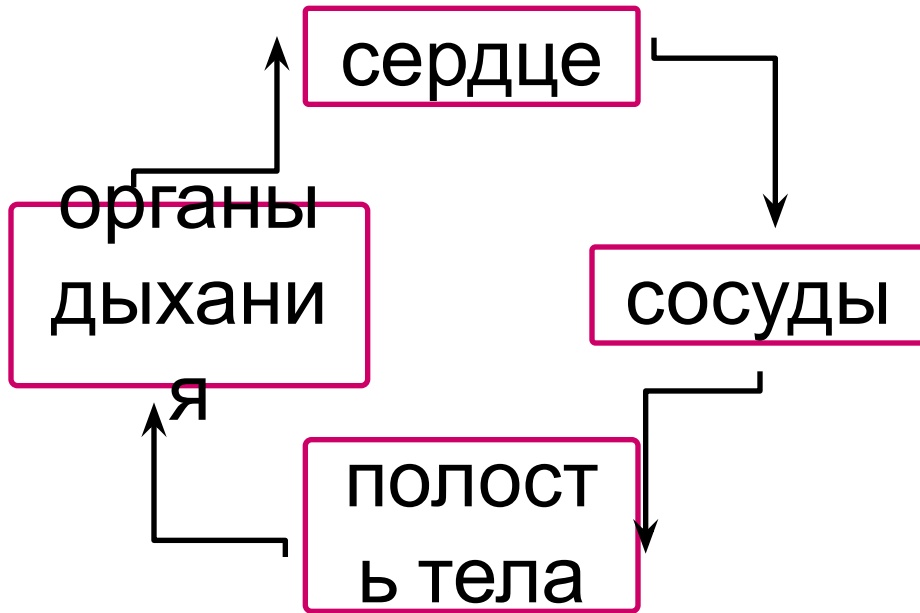 сердце
органы
дыхани
я
сосуды
полост
ь тела